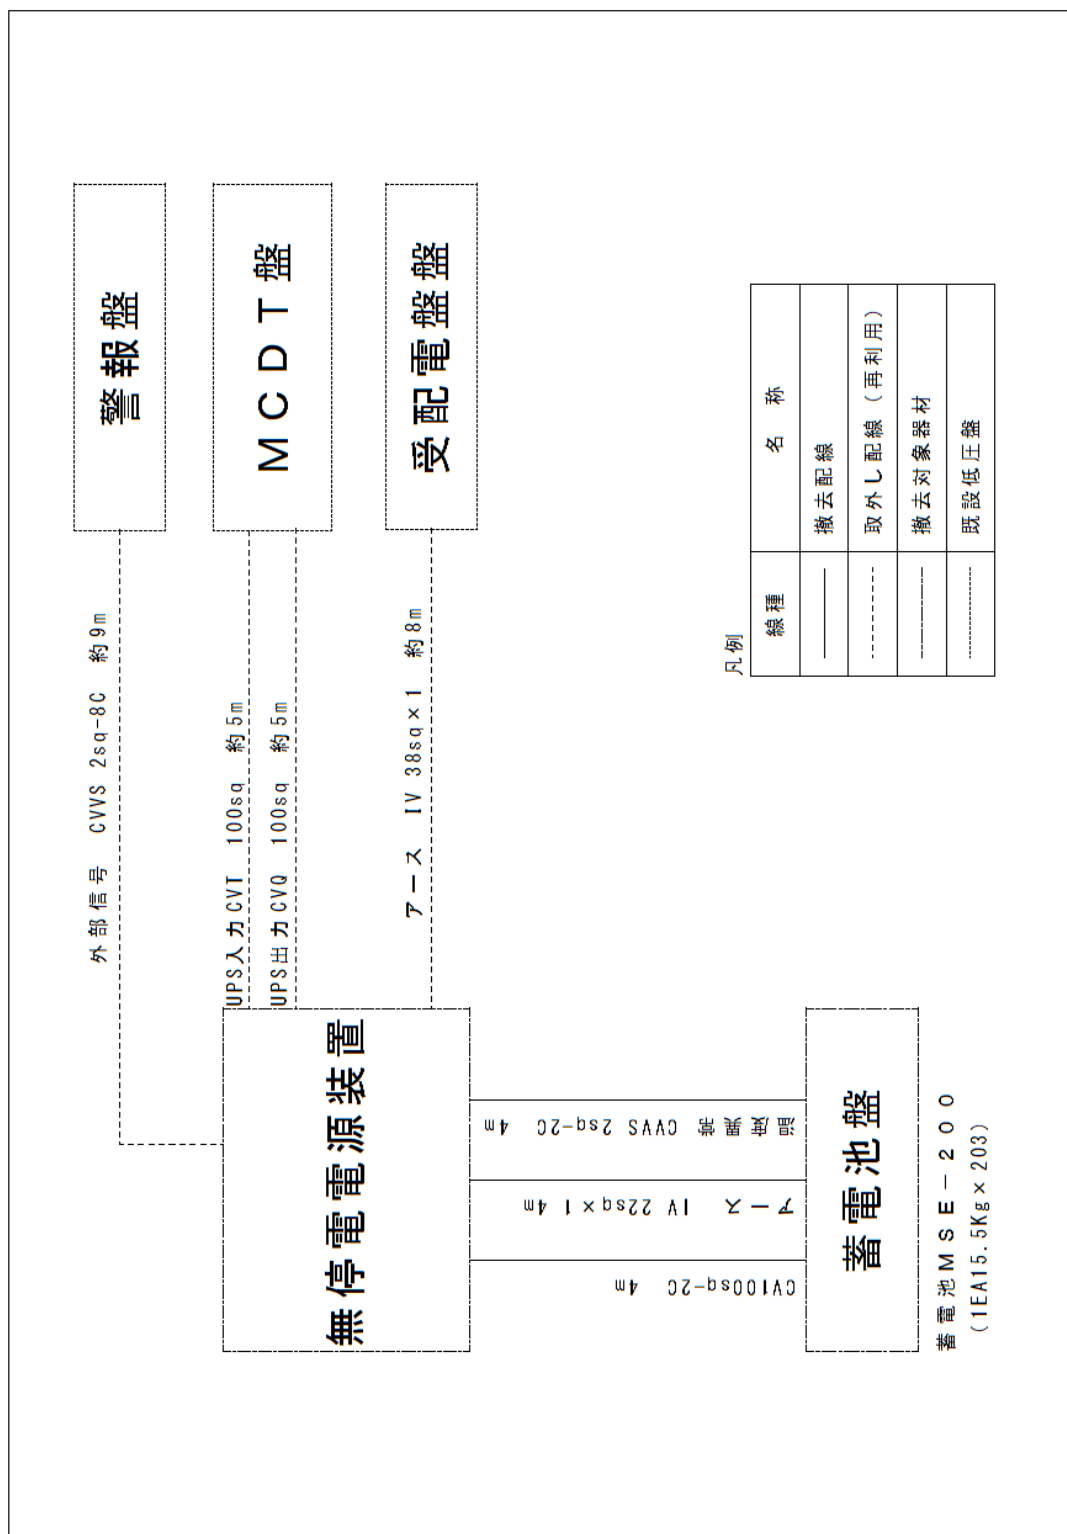 警報盤
外部信号 CVVS 2sq-8C 約9m
MCDT盤
UPS入力CVT 100sq 約5m
UPS出力CVQ 100sq 約5m
受配電盤盤
アース IV 38sq×1 約8m
無停電電源装置
温度異常 CVVS 2sq-2C 4m
アース IV 22sq×1 4m
CV100sq-2C 4m
蓄電池盤
蓄電池MSE-200
(1EA15.5Kg×203)
凡例
線種 名称
撤去配線
取外し配線(再利用)
撤去対象器材
既設低圧盤